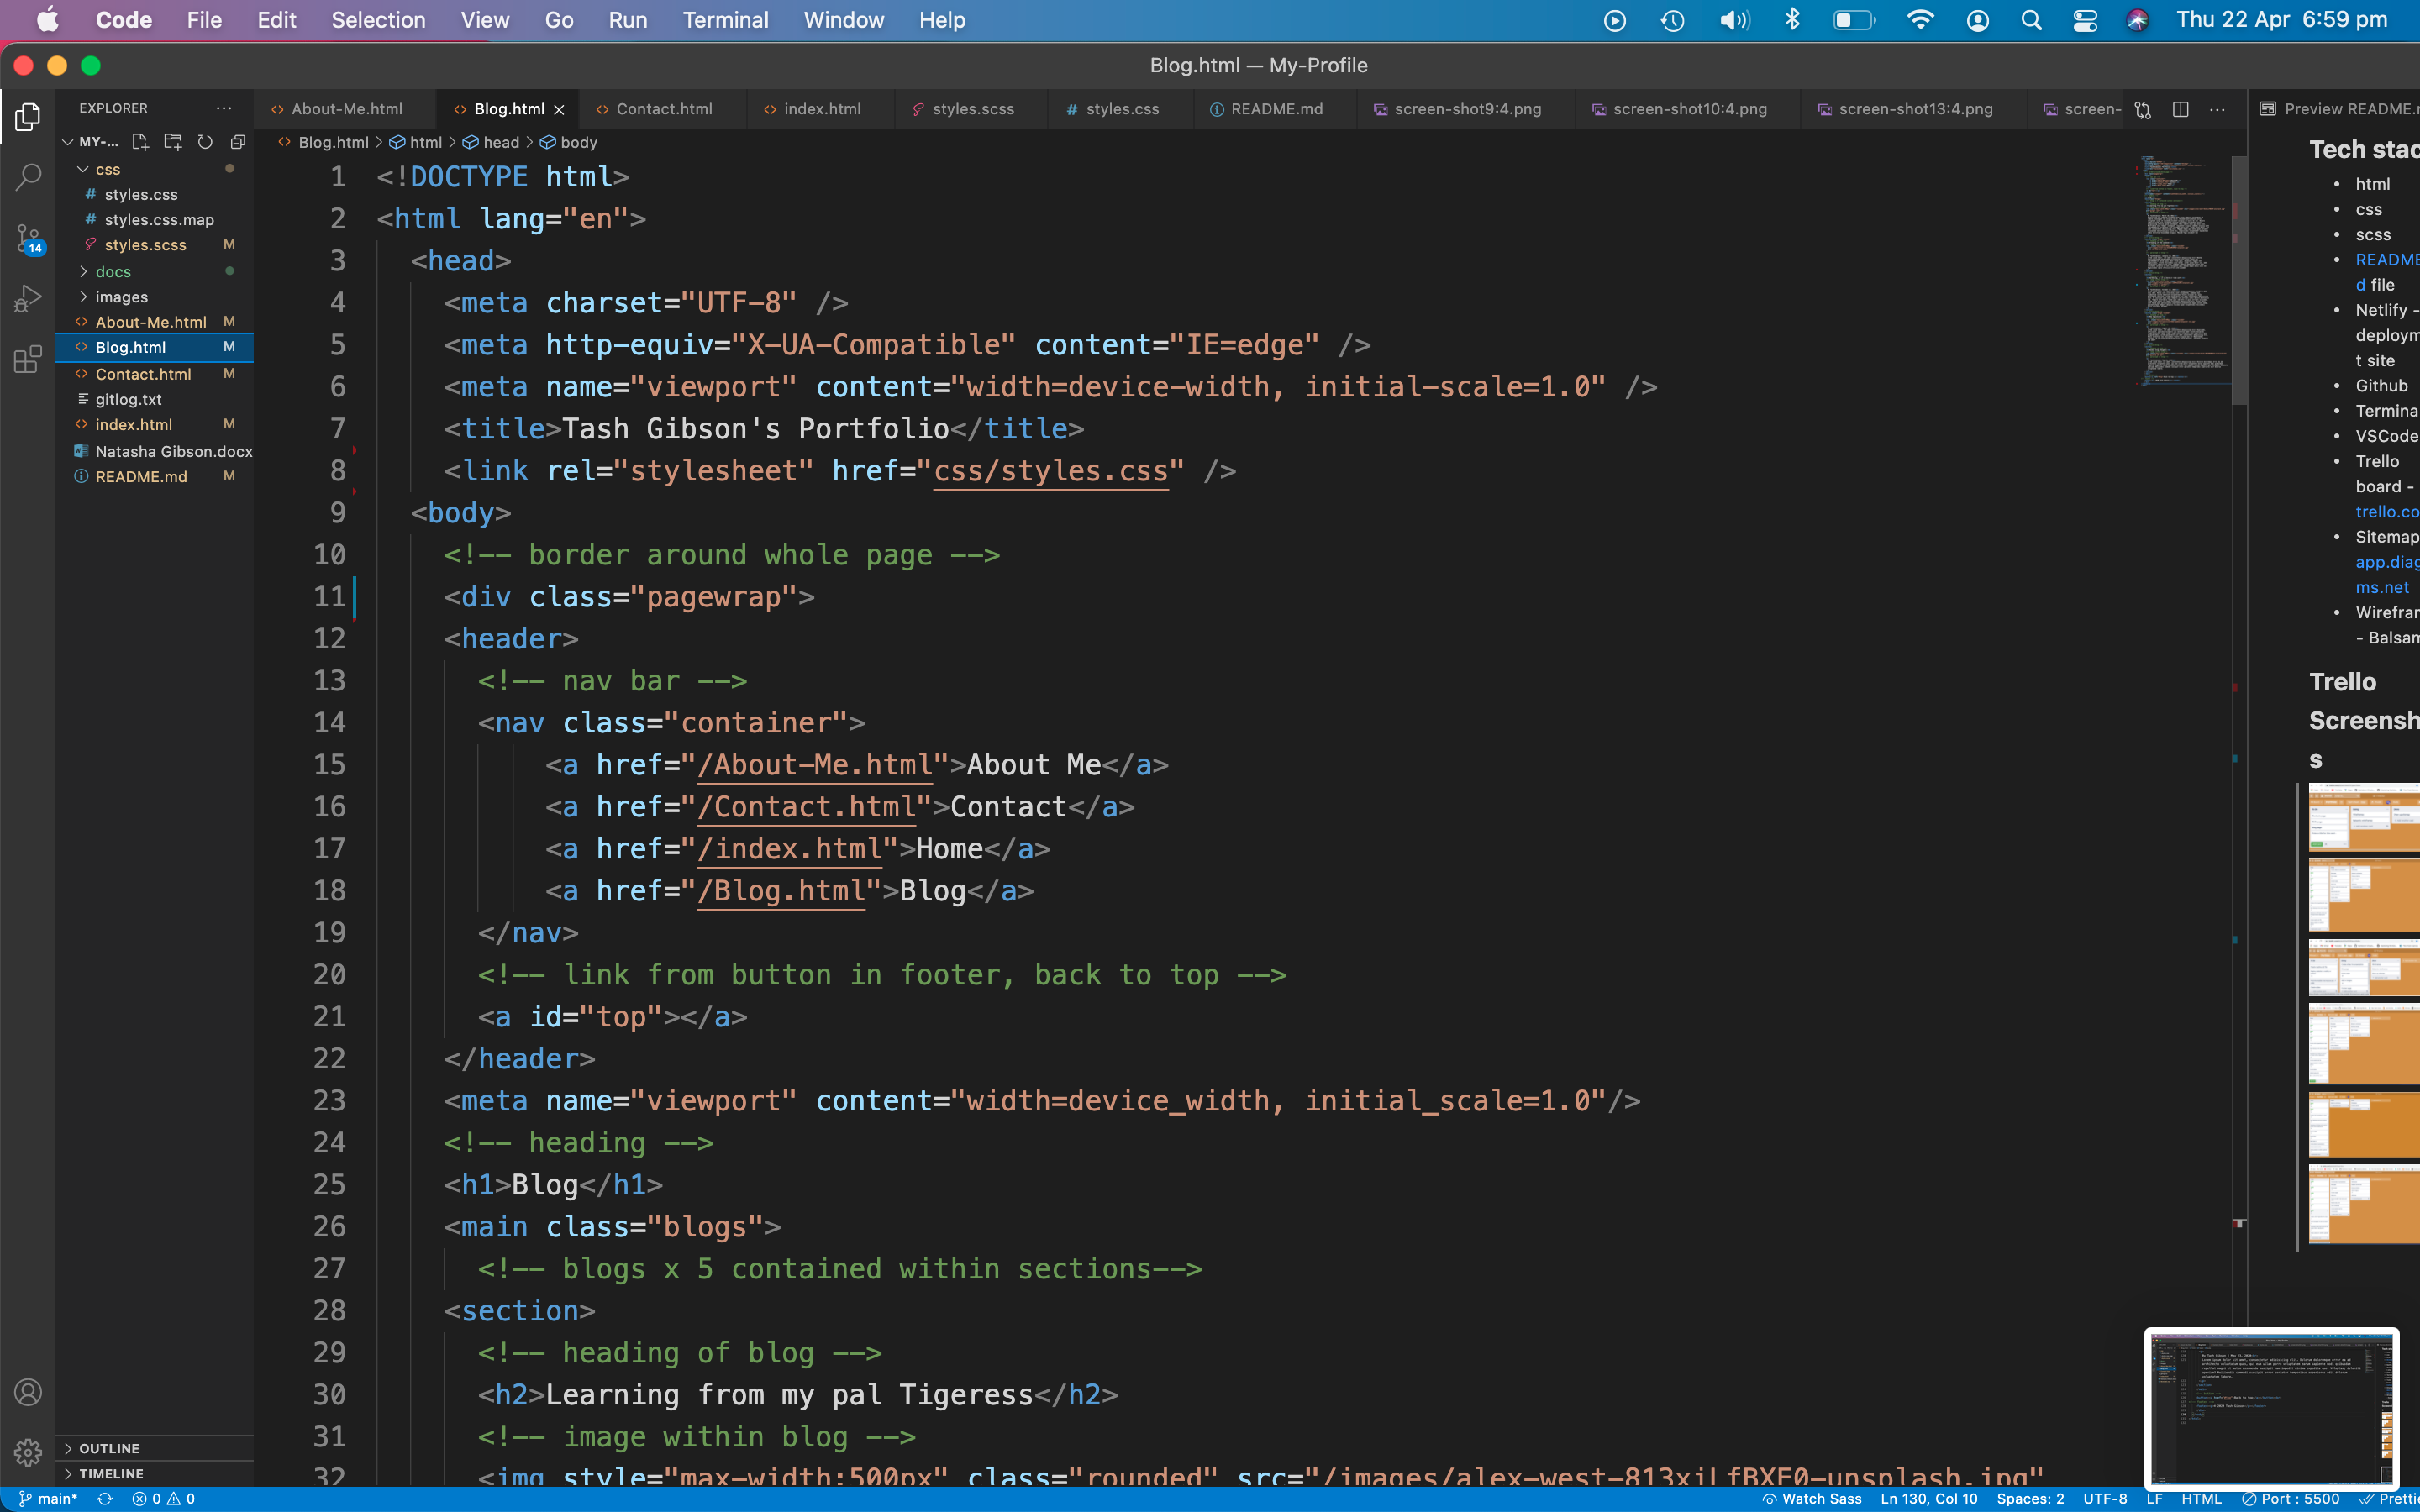 Code File Edit Selection View Go Run Terminal Window Help Thu 22 Apr 6:59 pm
Blog.html — My-Profile
EXPLORER
MY-...
css
styles.css
styles.css.map
styles.scss M
docs
images
About-Me.html M
Blog.html M
Contact.html M
gitlog.txt
index.html M
Natasha Gibson.docx
README.md M
14
OUTLINE
TIMELINE
About-Me.html Blog.html Contact.html index.html styles.scss styles.css README.md screen-shot9:4.png screen-shot10:4.png screen-shot13:4.png screen-
Blog.html > html > head > body
1 <!DOCTYPE html>
2 <html lang="en">
3 <head>
4 <meta charset="UTF-8" />
5 <meta http-equiv="X-UA-Compatible" content="IE=edge" />
6 <meta name="viewport" content="width=device-width, initial-scale=1.0" />
7 <title>Tash Gibson's Portfolio</title>
8 <link rel="stylesheet" href="css/styles.css" />
9 <body>
10 <!-- border around whole page -->
11 <div class="pagewrap">
12 <header>
13 <!-- nav bar -->
14 <nav class="container">
15 <a href="/About-Me.html">About Me</a>
16 <a href="/Contact.html">Contact</a>
17 <a href="/index.html">Home</a>
18 <a href="/Blog.html">Blog</a>
19 </nav>
20 <!-- link from button in footer, back to top -->
21 <a id="top"></a>
22 </header>
23 <meta name="viewport" content="width=device_width, initial_scale=1.0"/>
24 <!-- heading -->
25 <h1>Blog</h1>
26 <main class="blogs">
27 <!-- blogs x 5 contained within sections-->
28 <section>
29 <!-- heading of blog -->
30 <h2>Learning from my pal Tigeress</h2>
31 <!-- image within blog -->
32 <img style="max-width:500px" class="rounded" src="/images/alex-west-813xiLfBXF0-unsplash.jpg"
Preview README.
Tech stac
• html
• css
• scss
• README
d file
• Netlify -
deploym
t site
• Github
• Termina
• VSCode
• Trello
board -
trello.co
• Sitemap
app.diag
ms.net
• Wirefrar
- Balsam
Trello
Screensh
s
main* 0 0 Watch Sass Ln 130, Col 10 Spaces: 2 UTF-8 LF HTML Port : 5500 Pretti